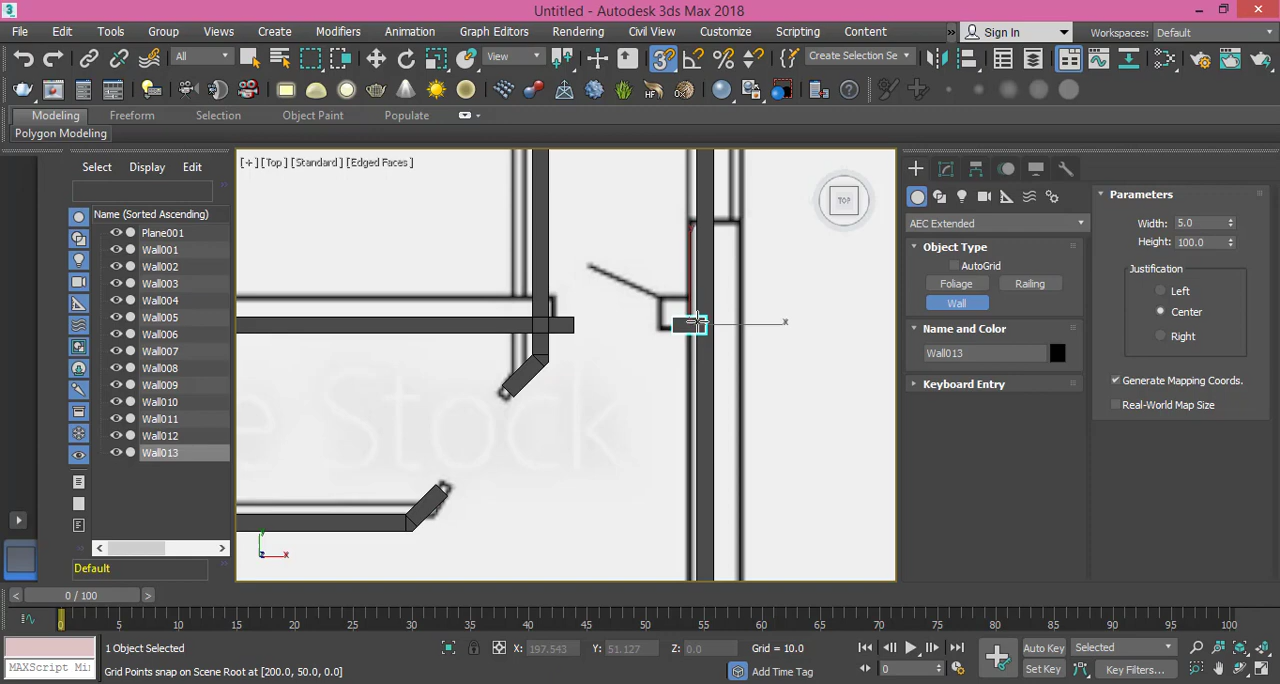 Untitled - Autodesk 3ds Max 2018
File Edit Tools Group Views Create Modifiers Animation Graph Editors Rendering Civil View Customize Scripting Content » Sign In Workspaces: Default
All View Create Selection Se
Modeling Freeform Selection Object Paint Populate
Polygon Modeling
Select Display Edit
Name (Sorted Ascending)
Plane001
Wall001
Wall002
Wall003
Wall004
Wall005
Wall006
Wall007
Wall008
Wall009
Wall010
Wall011
Wall012
Wall013
Default
[+] [Top] [Standard] [Edged Faces]
TOP
x
e Stock
AEC Extended
Object Type
AutoGrid
Foliage Railing
Wall
Name and Color
Wall013
Keyboard Entry
Parameters
Width: 5.0
Height: 100.0
Justification
Left
Center
Right
Generate Mapping Coords.
Real-World Map Size
0 / 100
0 5 10 15 20 25 30 35 40 45 50 55 60 65 70 75 80 85 90 95 100
1 Object Selected X: 197.543 Y: 51.127 Z: 0.0 Grid = 10.0 Auto Key Selected
MAXScript Mi Grid Points snap on Scene Root at [200.0, 50.0, 0.0] Add Time Tag 0 Set Key Key Filters...